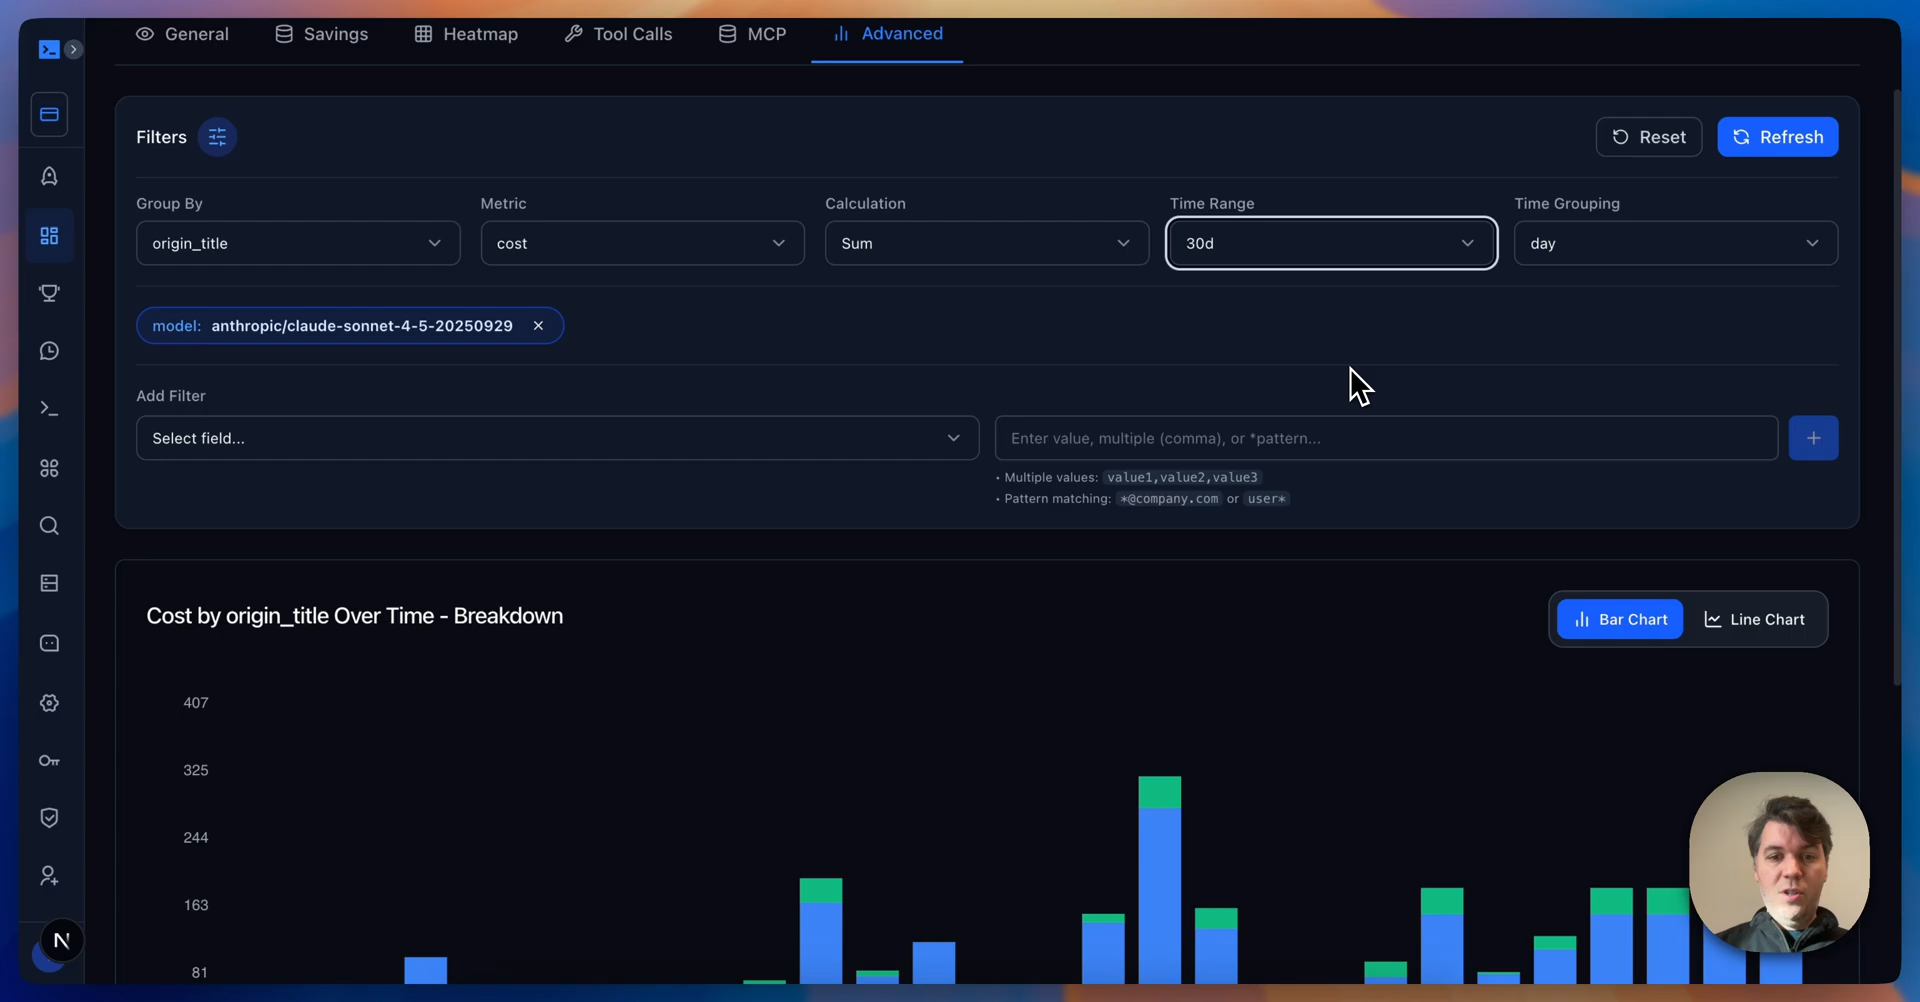 General Savings Heatmap Tool Calls MCP Advanced
Filters Reset Refresh
Group By Metric Calculation Time Range Time Grouping
origin_title cost Sum 30d day
model: anthropic/claude-sonnet-4-5-20250929 ×
Add Filter
Select field... Enter value, multiple (comma), or *pattern... +
• Multiple values: value1,value2,value3
• Pattern matching: *@company.com or user*
Cost by origin_title Over Time - Breakdown Bar Chart Line Chart
407
325
244
163
81
N